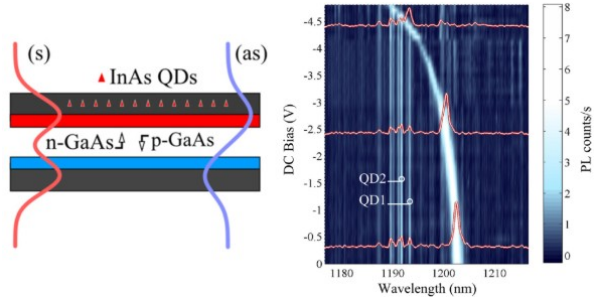 (s)
(as)
InAs QDs
n-GaAs
p-GaAs
DC Bias (V)
-4.5
-4
-3.5
-3
-2.5
-2
-1.5
-1
-0.5
0
QD2
QD1
1180
1190
1200
1210
Wavelength (nm)
8
7
6
5
4
3
2
1
0
PL counts/s